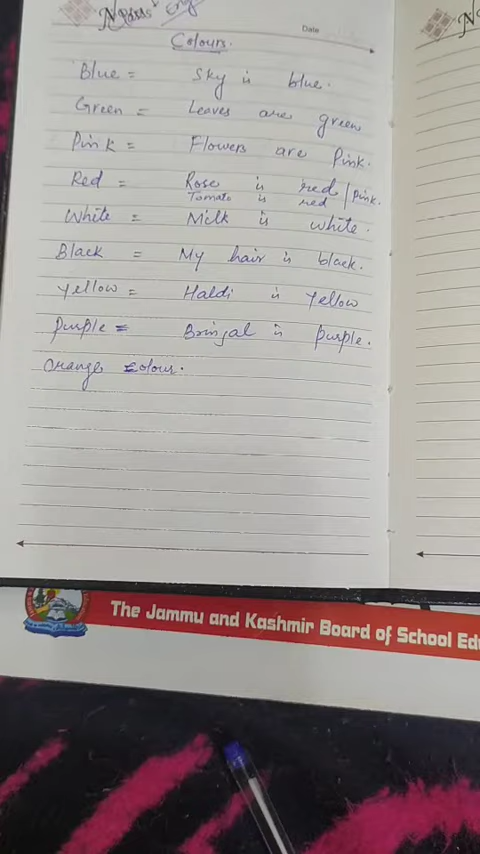 Eng
Date
Colours.
Blue = Sky is blue.
Green = Leaves are green
Pink = Flowers are Pink.
Red = Rose is red / Pink.
Tomato is red
White = Milk is white.
Black = My hair is black.
Yellow = Haldi is Yellow
Purple = Brinjal is purple.
Orange colour.
The Jammu and Kashmir Board of School Ed